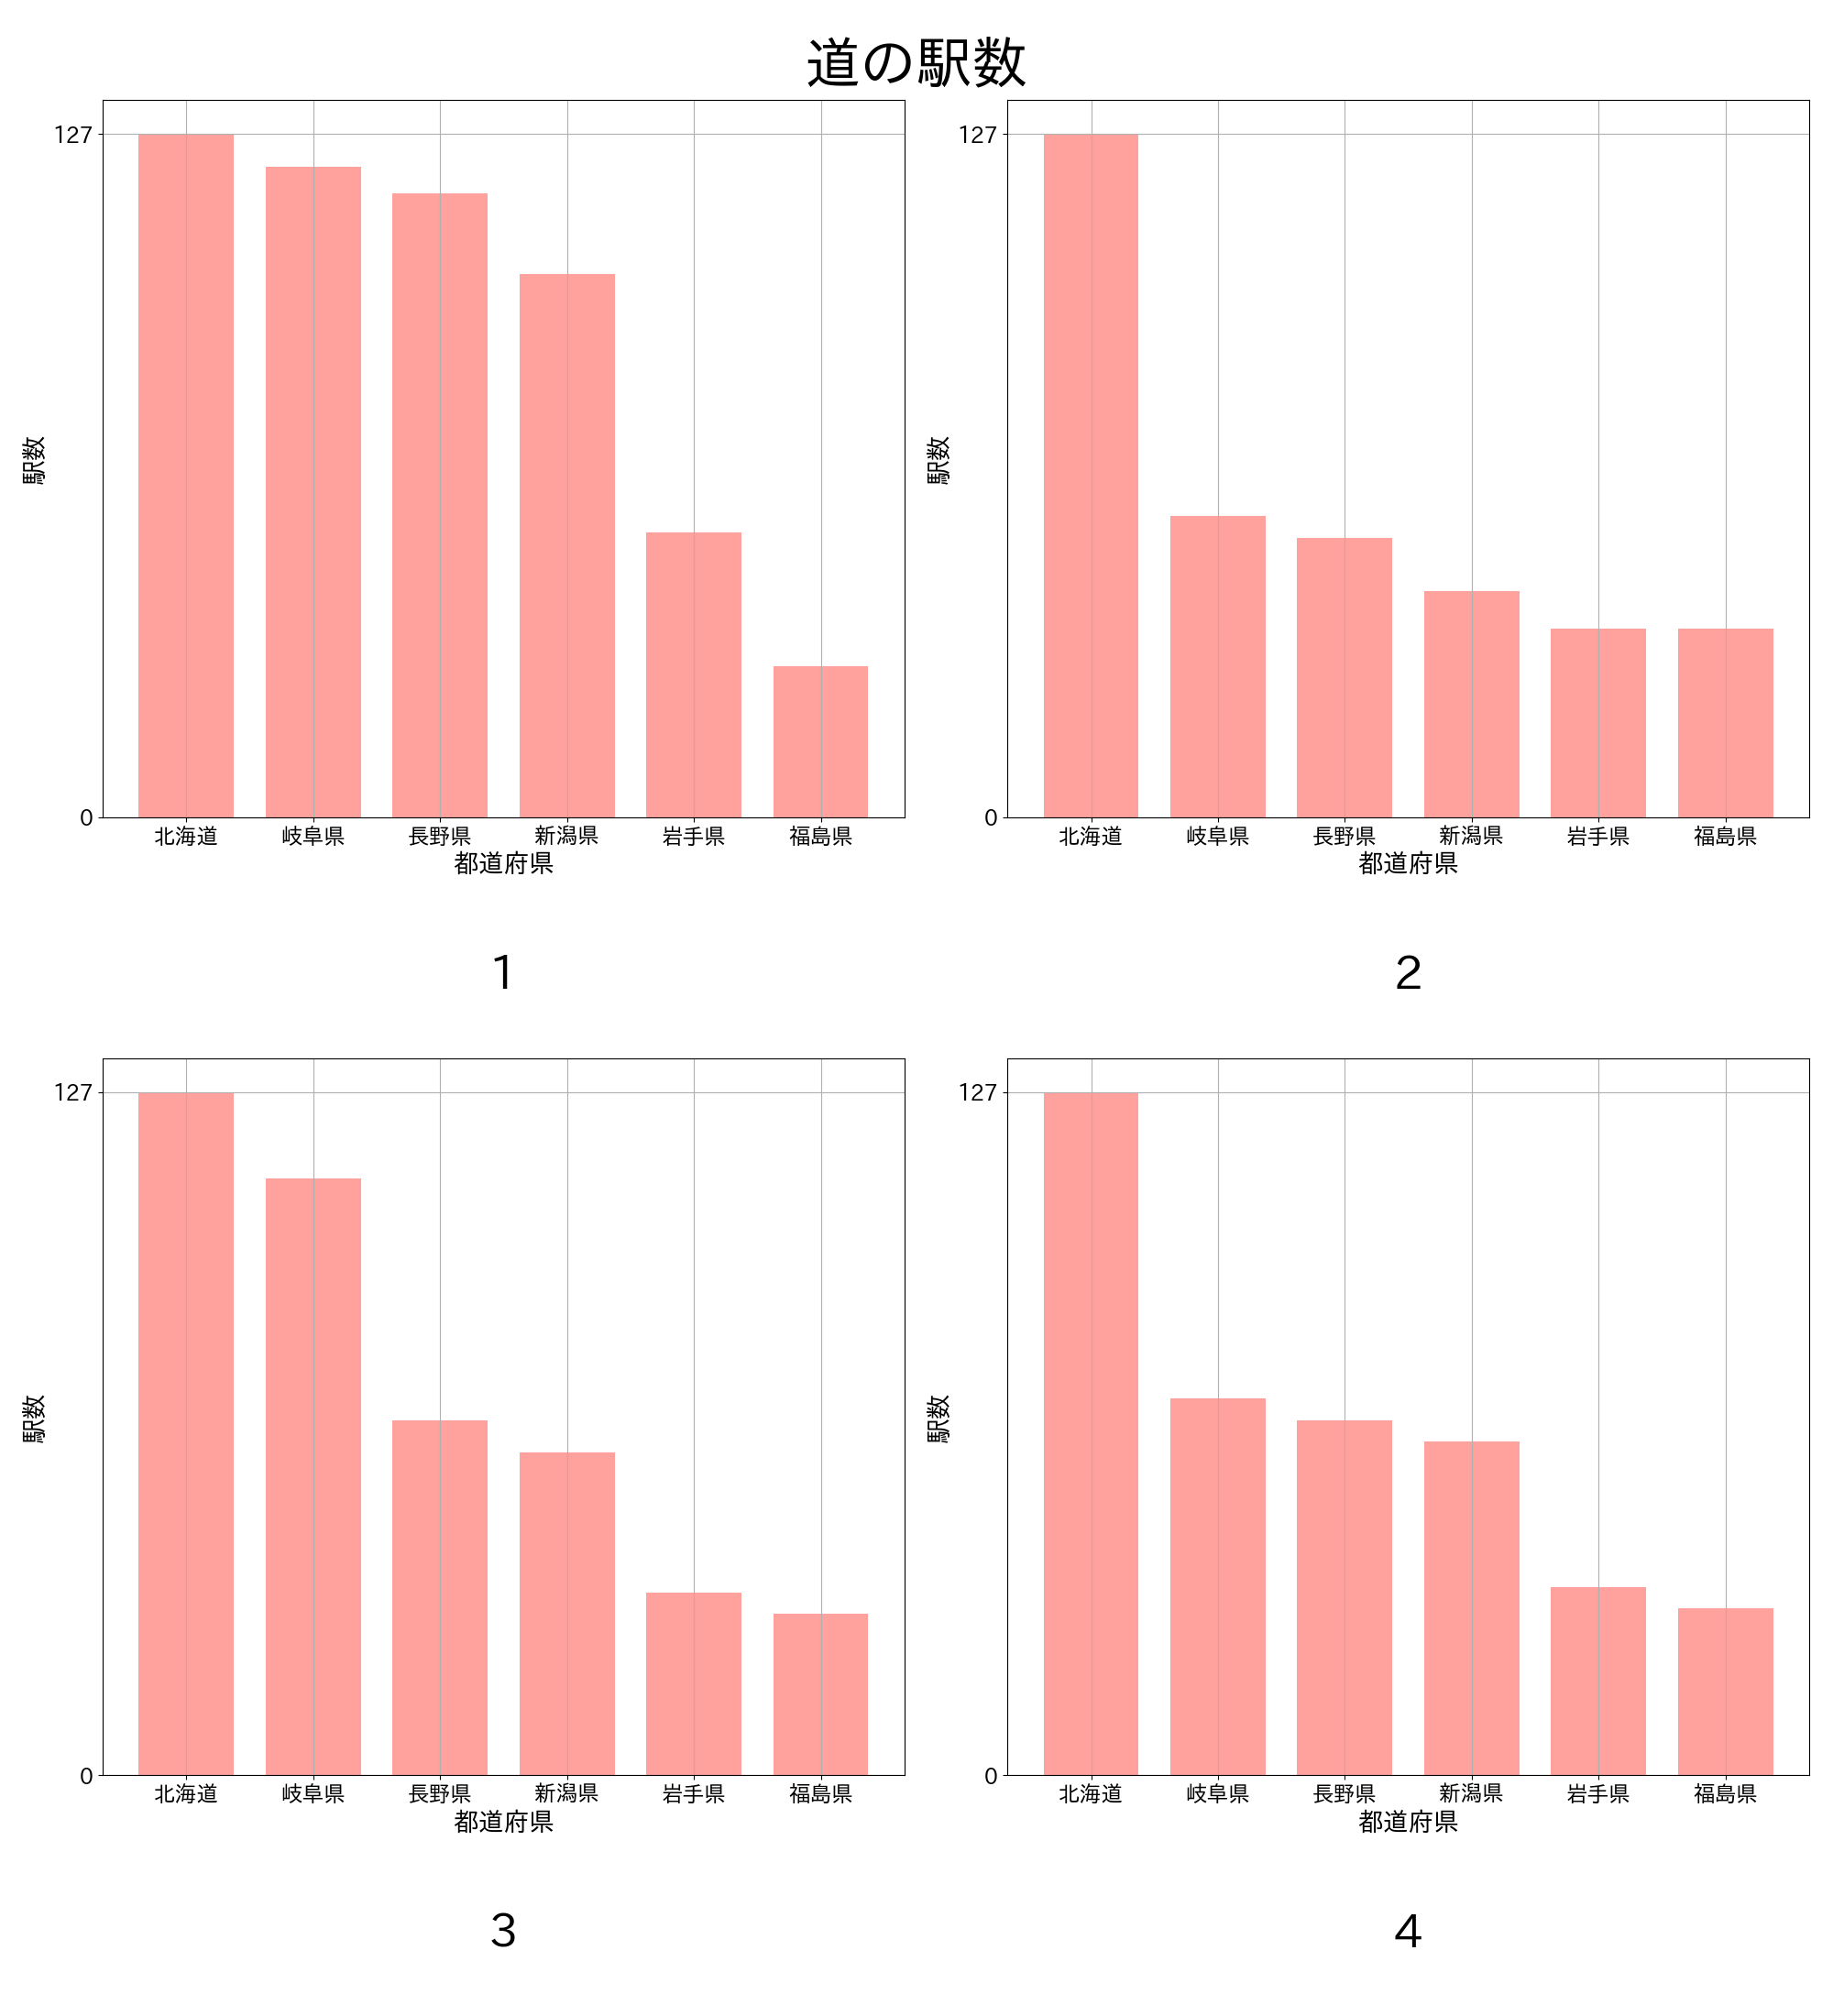 道の駅数
127
0
駅数
北海道 岐阜県 長野県 新潟県 岩手県 福島県
都道府県
1
127
0
駅数
北海道 岐阜県 長野県 新潟県 岩手県 福島県
都道府県
2
127
0
駅数
北海道 岐阜県 長野県 新潟県 岩手県 福島県
都道府県
3
127
0
駅数
北海道 岐阜県 長野県 新潟県 岩手県 福島県
都道府県
4